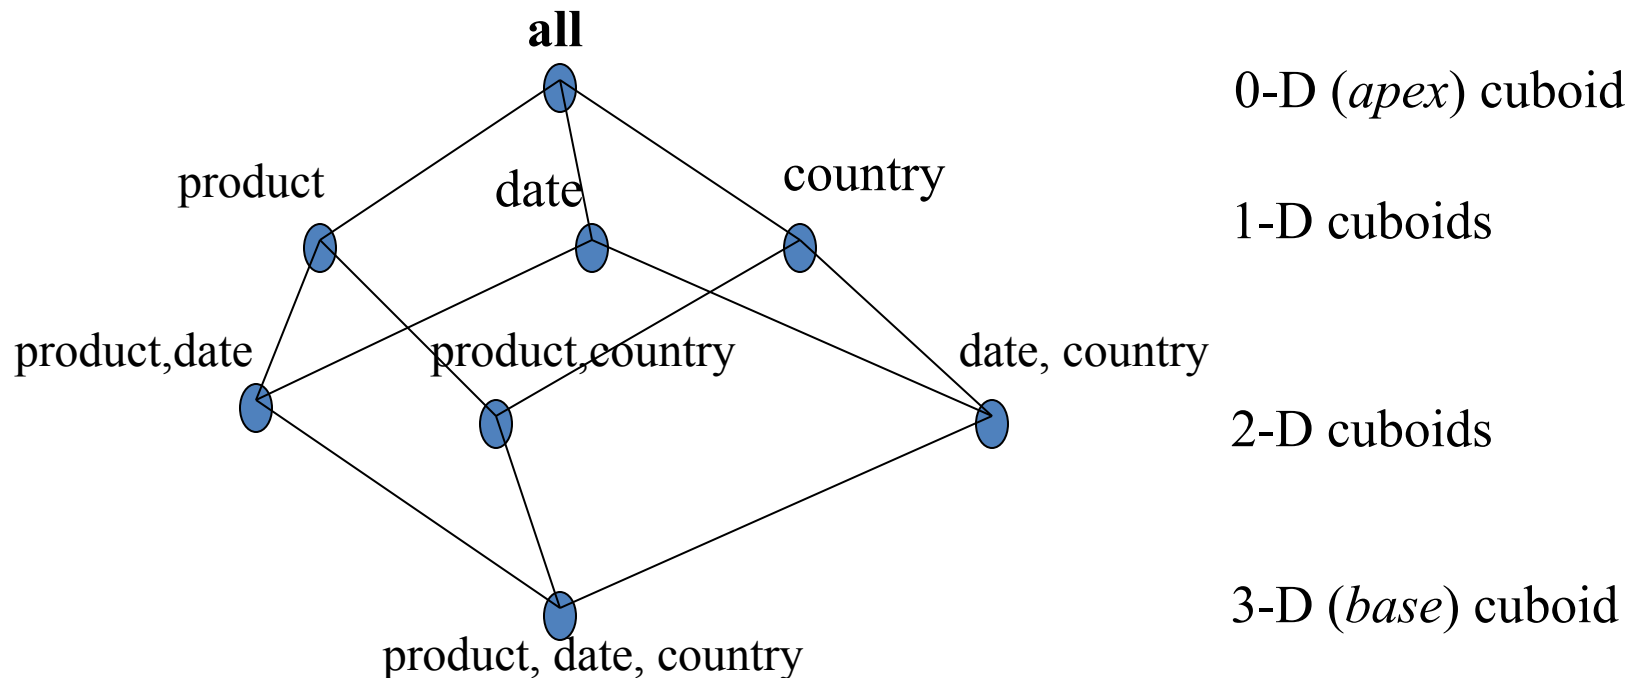 all
0-D (apex) cuboid
product
date
country
1-D cuboids
product,date
product,country
date, country
2-D cuboids
3-D (base) cuboid
product, date, country